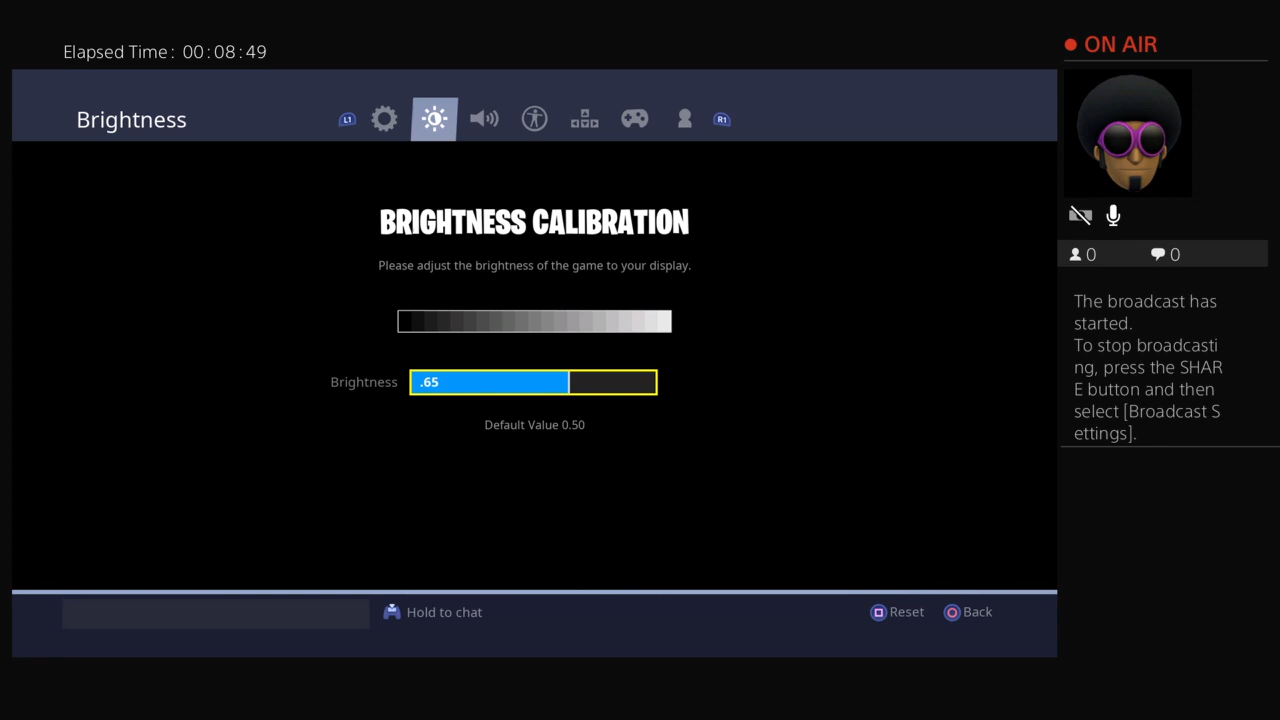 Elapsed Time: 00:08:49
ON AIR
Brightness
L1
R1
BRIGHTNESS CALIBRATION
Please adjust the brightness of the game to your display.
Brightness
.65
Default Value 0.50
0
0
The broadcast has
started.
To stop broadcasti
ng, press the SHAR
E button and then
select [Broadcast S
ettings].
Hold to chat
Reset
Back